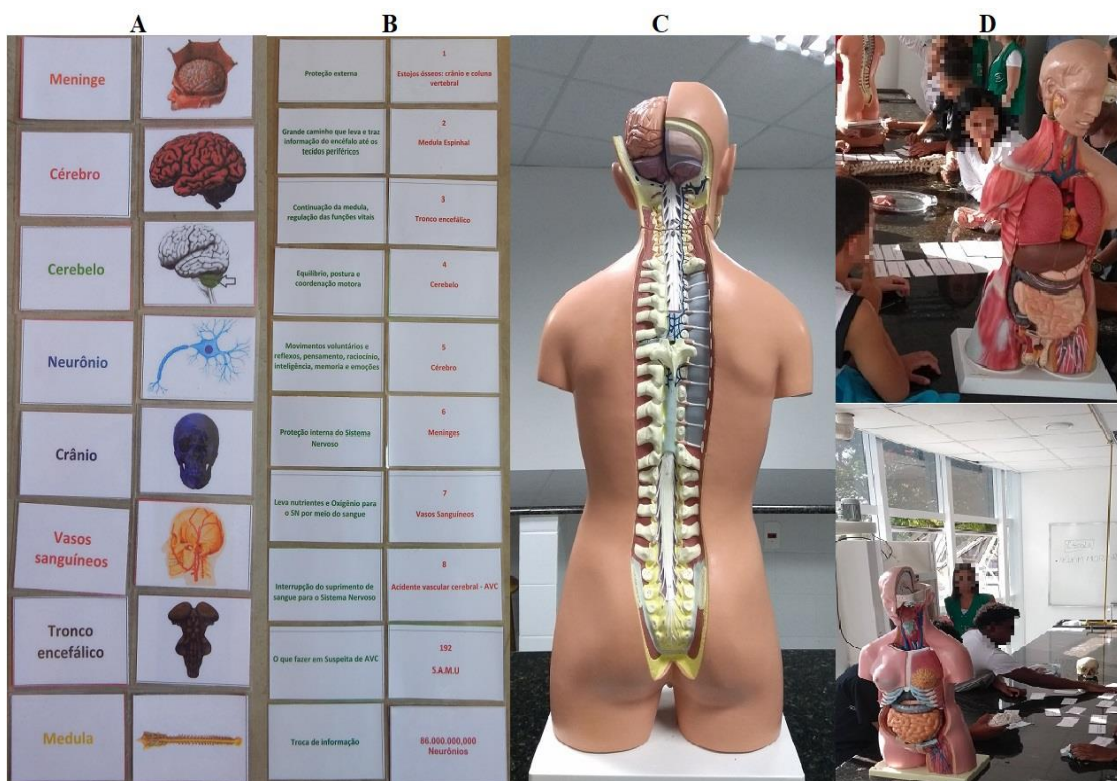 A
B
C
D
Meninge
Cérebro
Cerebelo
Neurônio
Crânio
Vasos
sanguíneos
Tronco
encefálico
Medula
Proteção externa
1
Estojos ósseos: crânio e coluna
vertebral
Grande caminho que leva e traz
informação do encéfalo até os
tecidos periféricos
2
Medula Espinhal
Continuação da medula,
regulação das funções vitais
3
Tronco encefálico
Equilíbrio, postura e
coordenação motora
4
Cerebelo
Movimentos voluntários e
reflexos, pensamento, raciocínio,
inteligência, memoria e emoções
5
Cérebro
Proteção interna do Sistema
Nervoso
6
Meninges
Leva nutrientes e Oxigênio para
o SN por meio do sangue
7
Vasos Sanguíneos
Interrupção do suprimento de
sangue para o Sistema Nervoso
8
Acidente vascular cerebral - AVC
O que fazer em Suspeita de AVC
192
S.A.M.U
Troca de informação
86.000.000,000
Neurônios